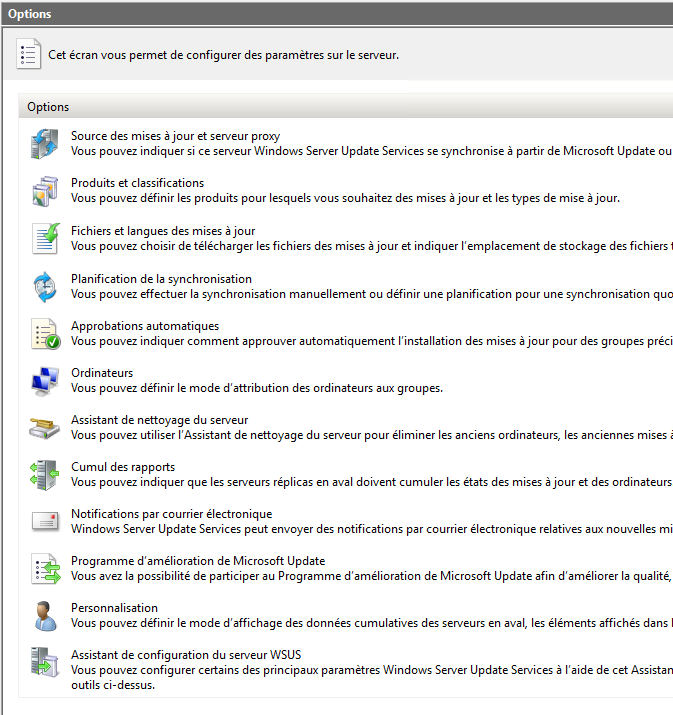 Options
Cet écran vous permet de configurer des paramètres sur le serveur.
Options
Source des mises à jour et serveur proxy
Vous pouvez indiquer si ce serveur Windows Server Update Services se synchronise à partir de Microsoft Update ou
Produits et classifications
Vous pouvez définir les produits pour lesquels vous souhaitez des mises à jour et les types de mise à jour.
Fichiers et langues des mises à jour
Vous pouvez choisir de télécharger les fichiers des mises à jour et indiquer l'emplacement de stockage des fichiers
Planification de la synchronisation
Vous pouvez effectuer la synchronisation manuellement ou définir une planification pour une synchronisation quo
Approbations automatiques
Vous pouvez indiquer comment approuver automatiquement l'installation des mises à jour pour des groupes préci
Ordinateurs
Vous pouvez définir le mode d'attribution des ordinateurs aux groupes.
Assistant de nettoyage du serveur
Vous pouvez utiliser l'Assistant de nettoyage du serveur pour éliminer les anciens ordinateurs, les anciennes mises à
Cumul des rapports
Vous pouvez indiquer que les serveurs réplicas en aval doivent cumuler les états des mises à jour et des ordinateurs
Notifications par courrier électronique
Windows Server Update Services peut envoyer des notifications par courrier électronique relatives aux nouvelles mi
Programme d'amélioration de Microsoft Update
Vous avez la possibilité de participer au Programme d'amélioration de Microsoft Update afin d'améliorer la qualité,
Personnalisation
Vous pouvez définir le mode d'affichage des données cumulatives des serveurs en aval, les éléments affichés dans
Assistant de configuration du serveur WSUS
Vous pouvez configurer certains des principaux paramètres Windows Server Update Services à l'aide de cet Assistan
outils ci-dessus.